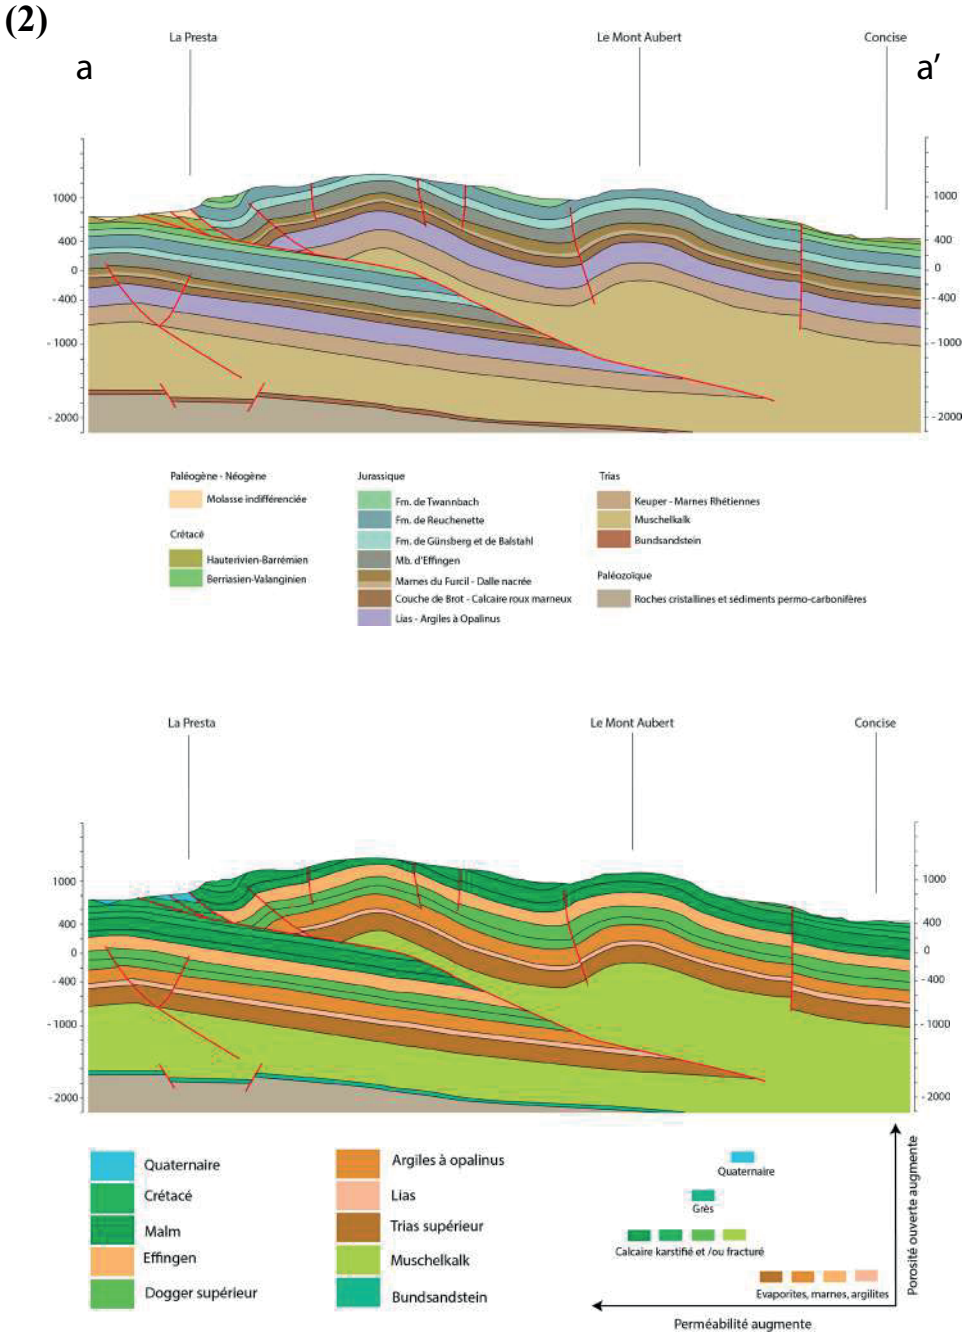 (2)
La Presta
Le Mont Aubert
Concise
a
a’
1000
400
0
- 400
- 1000
- 2000
1000
400
0
- 400
- 1000
- 2000
Paléogène - Néogène
Molasse indifférenciée
Crétacé
Hauterivien-Barrémien
Berriasien-Valanginien
Jurassique
Fm. de Twannbach
Fm. de Reuchenette
Fm. de Günsberg et de Balstahl
Mb. d'Effingen
Marnes du Furcil - Dalle nacrée
Couche de Brot - Calcaire roux marneux
Lias - Argiles à Opalinus
Trias
Keuper - Marnes Rhétiennes
Muschelkalk
Bundsandstein
Paléozoïque
Roches cristallines et sédiments permo-carbonifères
La Presta
Le Mont Aubert
Concise
1000
400
0
- 400
- 1000
- 2000
1000
400
0
- 400
- 1000
- 2000
Quaternaire
Crétacé
Malm
Effingen
Dogger supérieur
Argiles à opalinus
Lias
Trias supérieur
Muschelkalk
Bundsandstein
Quaternaire
Grès
Calcaire karstifié et /ou fracturé
Evaporites, marnes, argilites
Porosité ouverte augmente
Perméabilité augmente